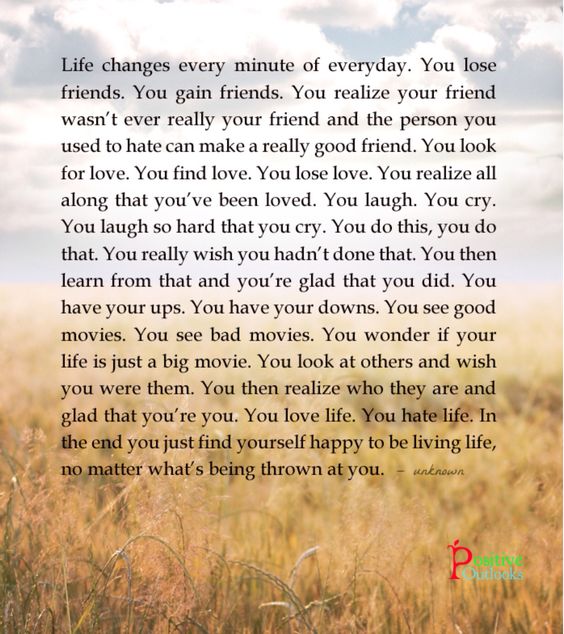 Life changes every minute of everyday. You lose
friends. You gain friends. You realize your friend
wasn't ever really your friend and the person you
used to hate can make a really good friend. You look
for love. You find love. You lose love. You realize all
along that you've been loved. You laugh. You cry.
You laugh so hard that you cry. You do this, you do
that. You really wish you hadn't done that. You then
learn from that and you're glad that you did. You
have your ups. You have your downs. You see good
movies. You see bad movies. You wonder if your
life is just a big movie. You look at others and wish
you were them. You then realize who they are and
glad that you're you. You love life. You hate life. In
the end you just find yourself happy to be living life,
no matter what's being thrown at you. – unknown
Positive
Outlooks